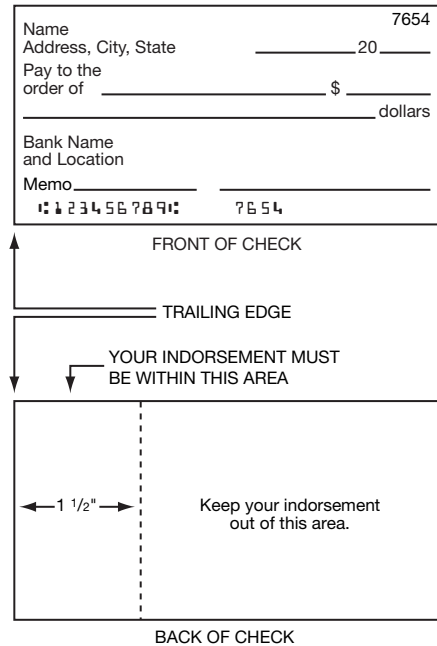 7654
Name
Address, City, State 20
Pay to the
order of $
dollars
Bank Name
and Location
Memo
⑆123456789⑆ 7654
FRONT OF CHECK
TRAILING EDGE
YOUR INDORSEMENT MUST
BE WITHIN THIS AREA
1 1/2"
Keep your indorsement
out of this area.
BACK OF CHECK